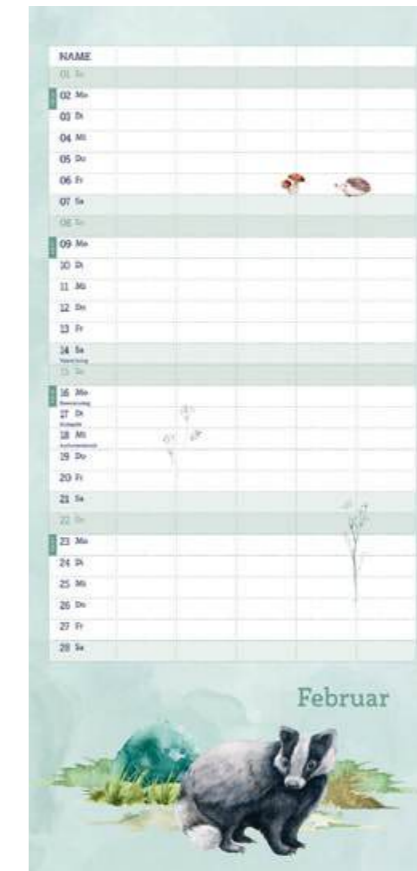 NAME
01 So
02 Mo
03 Di
04 Mi
05 Do
06 Fr
07 Sa
08 So
09 Mo
10 Di
11 Mi
12 Do
13 Fr
14 Sa
Valentinstag
15 So
16 Mo
Rosenmontag
17 Di
18 Mi
Aschermittwoch
19 Do
20 Fr
21 Sa
22 So
23 Mo
24 Di
25 Mi
26 Do
27 Fr
28 Sa
Februar